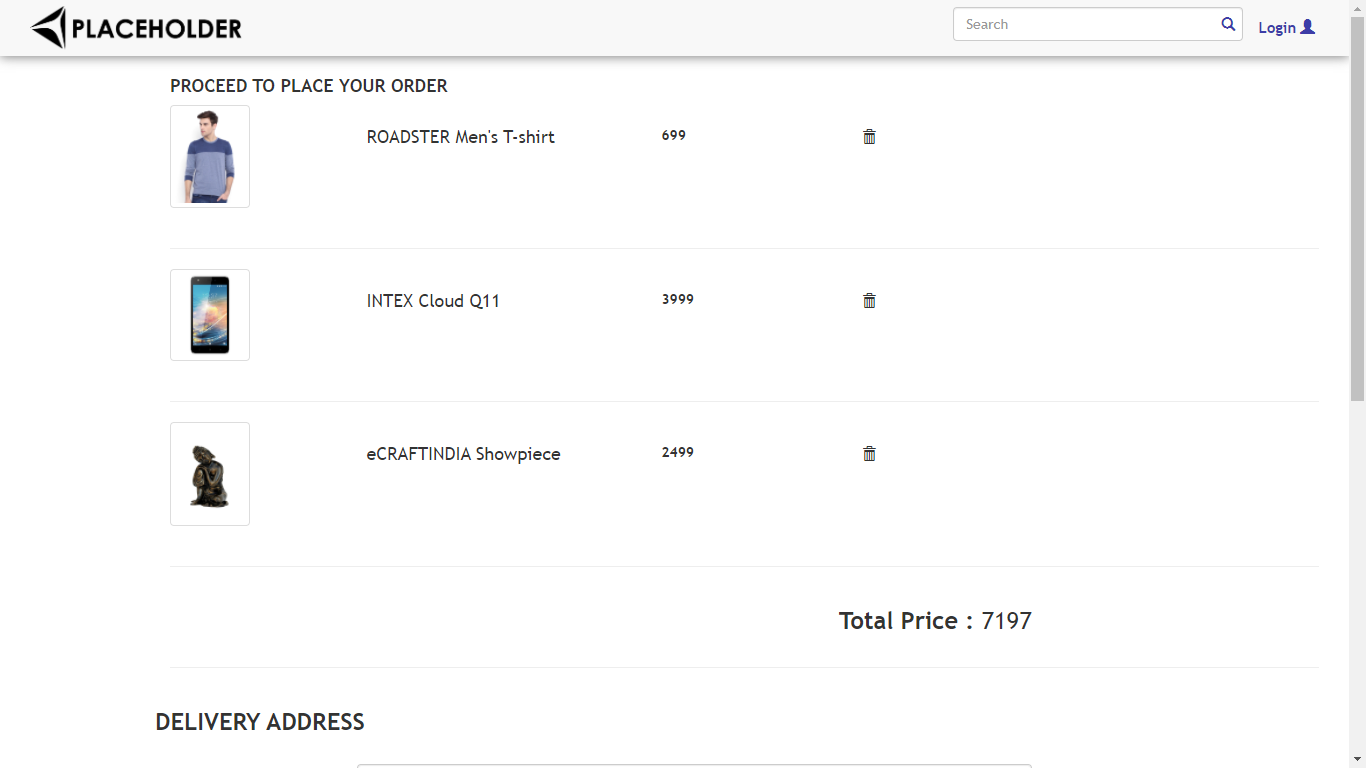 PLACEHOLDER
Search
Login
PROCEED TO PLACE YOUR ORDER
ROADSTER Men's T-shirt 699
INTEX Cloud Q11 3999
eCRAFTINDIA Showpiece 2499
Total Price : 7197
DELIVERY ADDRESS